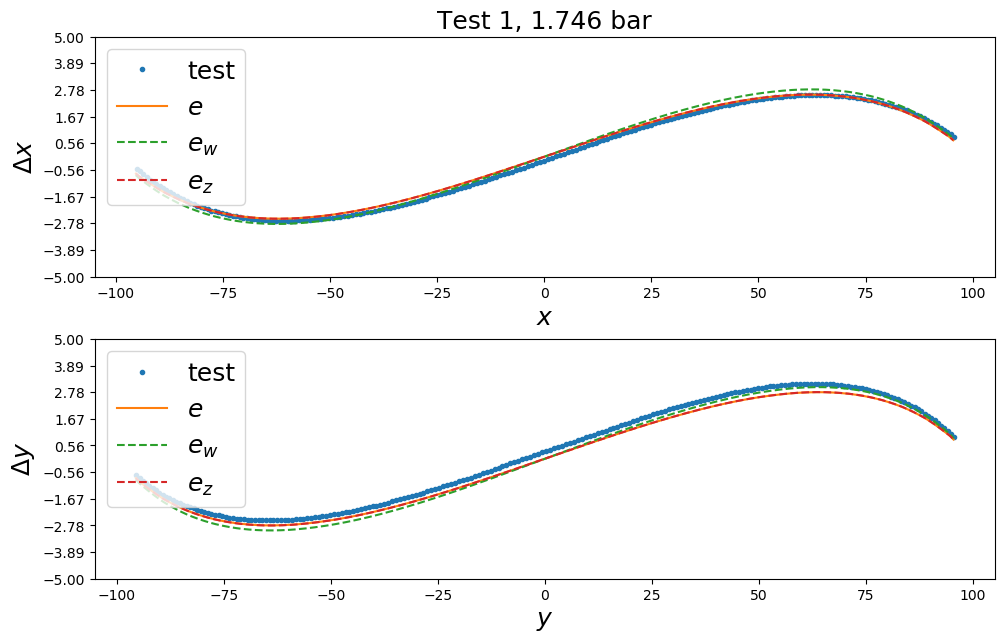 Test 1, 1.746 bar
5.00
3.89
2.78
1.67
0.56
−0.56
−1.67
−2.78
−3.89
−5.00
Δx
test
e
e_w
e_z
−100 −75 −50 −25 0 25 50 75 100
x
5.00
3.89
2.78
1.67
0.56
−0.56
−1.67
−2.78
−3.89
−5.00
Δy
test
e
e_w
e_z
−100 −75 −50 −25 0 25 50 75 100
y